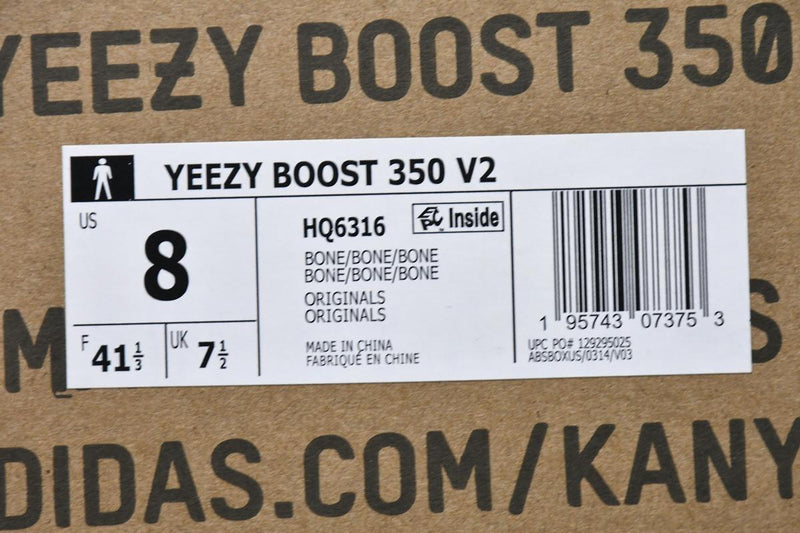 YEEZY BOOST 350
YEEZY BOOST 350 V2
US
8
F 41 1/3
UK 7 1/2
HQ6316
EPC Inside
BONE/BONE/BONE
BONE/BONE/BONE
ORIGINALS
ORIGINALS
MADE IN CHINA
FABRIQUÉ EN CHINE
1 95743 07375 3
UPC PO# 129295025
ABSBOXUS/0314/V03
M
S
DIDAS.COM/KANY